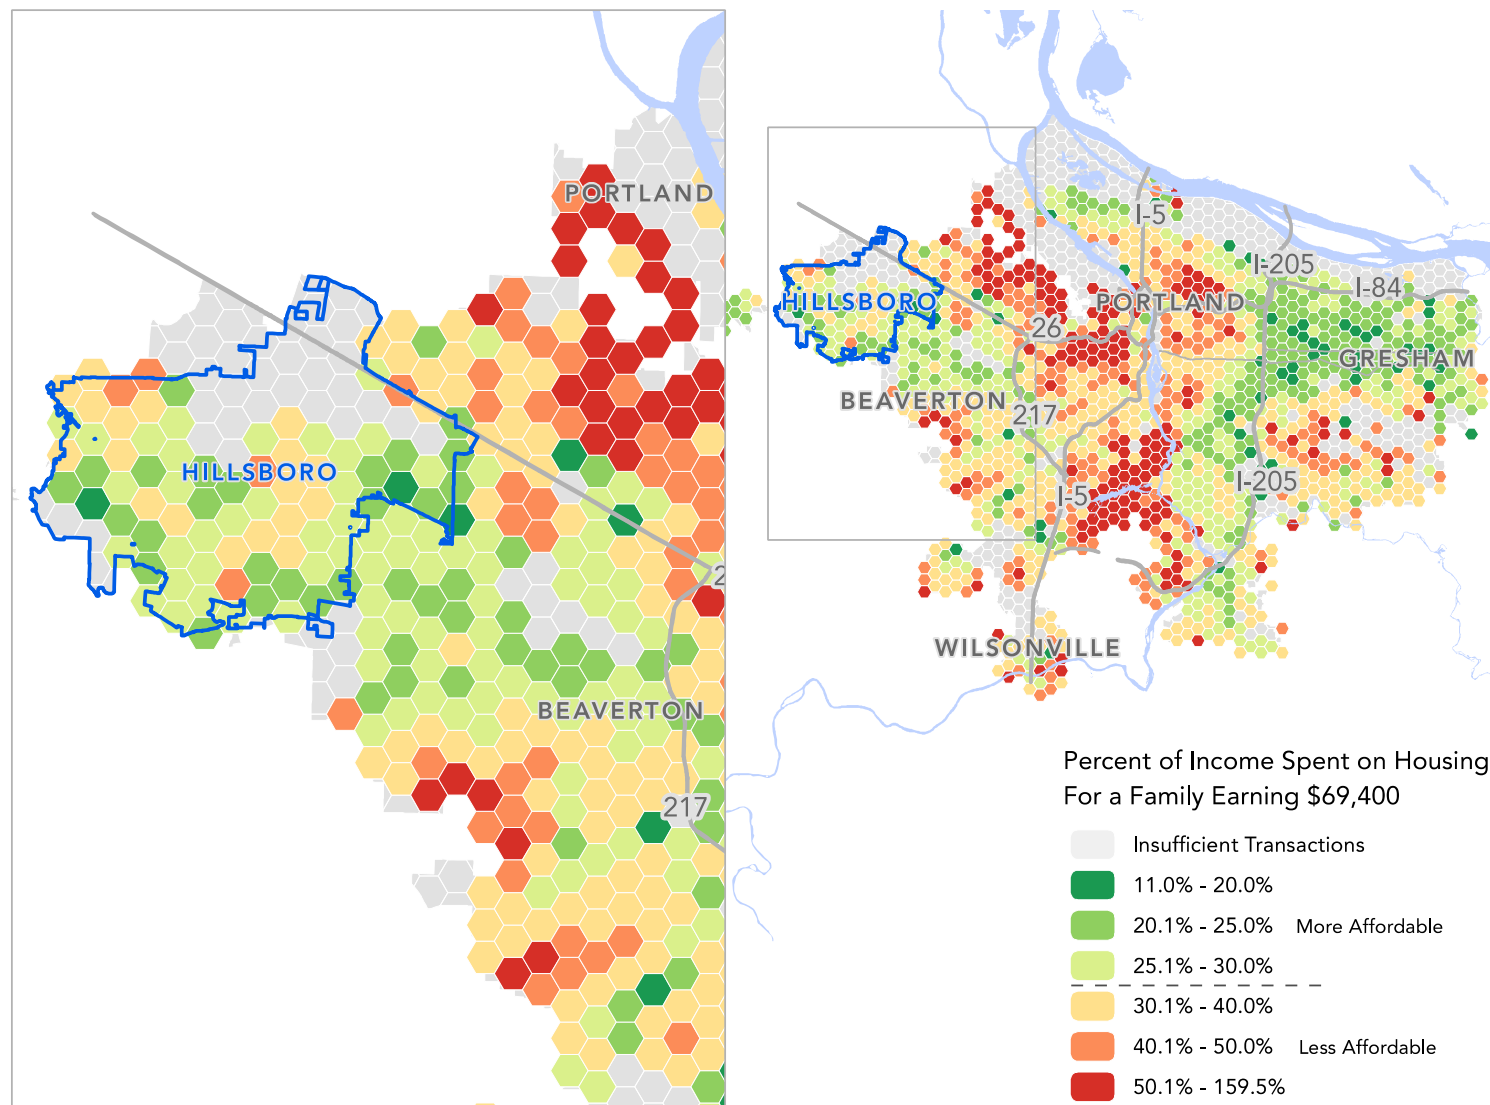 PORTLAND
HILLSBORO
BEAVERTON
2
217
I-5
I-205
I-84
HILLSBORO
PORTLAND
26
GRESHAM
BEAVERTON
217
I-5
I-205
WILSONVILLE
Percent of Income Spent on Housing
For a Family Earning $69,400
Insufficient Transactions
11.0% - 20.0%
20.1% - 25.0% More Affordable
25.1% - 30.0%
30.1% - 40.0%
40.1% - 50.0% Less Affordable
50.1% - 159.5%